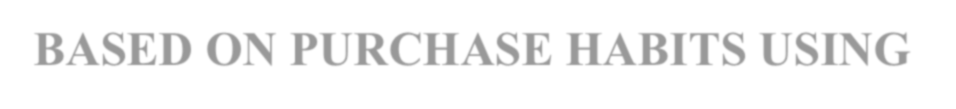 BASED ON PURCHASE HABITS USING